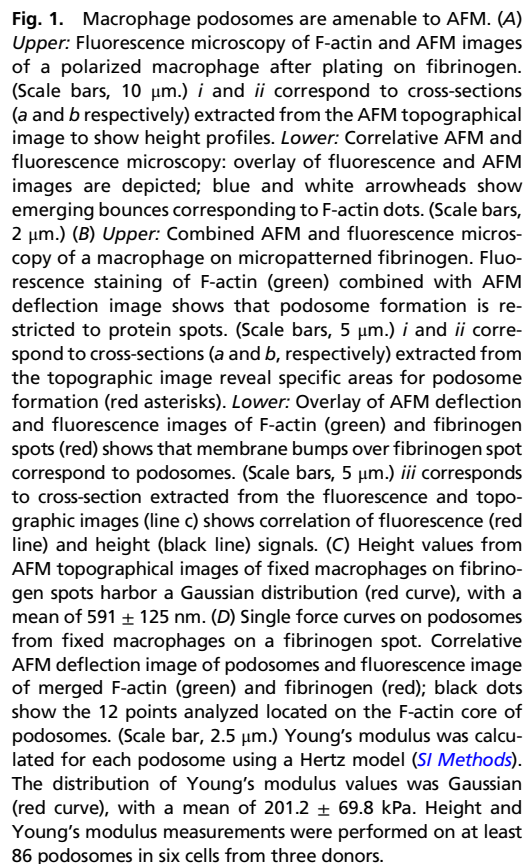 Fig. 1. Macrophage podosomes are amenable to AFM. (A)
Upper: Fluorescence microscopy of F-actin and AFM images
of a polarized macrophage after plating on fibrinogen.
(Scale bars, 10 μm.) i and ii correspond to cross-sections
(a and b respectively) extracted from the AFM topographical
image to show height profiles. Lower: Correlative AFM and
fluorescence microscopy: overlay of fluorescence and AFM
images are depicted; blue and white arrowheads show
emerging bounces corresponding to F-actin dots. (Scale bars,
2 μm.) (B) Upper: Combined AFM and fluorescence micros-
copy of a macrophage on micropatterned fibrinogen. Fluo-
rescence staining of F-actin (green) combined with AFM
deflection image shows that podosome formation is re-
stricted to protein spots. (Scale bars, 5 μm.) i and ii corre-
spond to cross-sections (a and b, respectively) extracted from
the topographic image reveal specific areas for podosome
formation (red asterisks). Lower: Overlay of AFM deflection
and fluorescence images of F-actin (green) and fibrinogen
spots (red) shows that membrane bumps over fibrinogen spot
correspond to podosomes. (Scale bars, 5 μm.) iii corresponds
to cross-section extracted from the fluorescence and topo-
graphic images (line c) shows correlation of fluorescence (red
line) and height (black line) signals. (C) Height values from
AFM topographical images of fixed macrophages on fibrino-
gen spots harbor a Gaussian distribution (red curve), with a
mean of 591 ± 125 nm. (D) Single force curves on podosomes
from fixed macrophages on a fibrinogen spot. Correlative
AFM deflection image of podosomes and fluorescence image
of merged F-actin (green) and fibrinogen (red); black dots
show the 12 points analyzed located on the F-actin core of
podosomes. (Scale bar, 2.5 μm.) Young's modulus was calcu-
lated for each podosome using a Hertz model (SI Methods).
The distribution of Young's modulus values was Gaussian
(red curve), with a mean of 201.2 ± 69.8 kPa. Height and
Young's modulus measurements were performed on at least
86 podosomes in six cells from three donors.